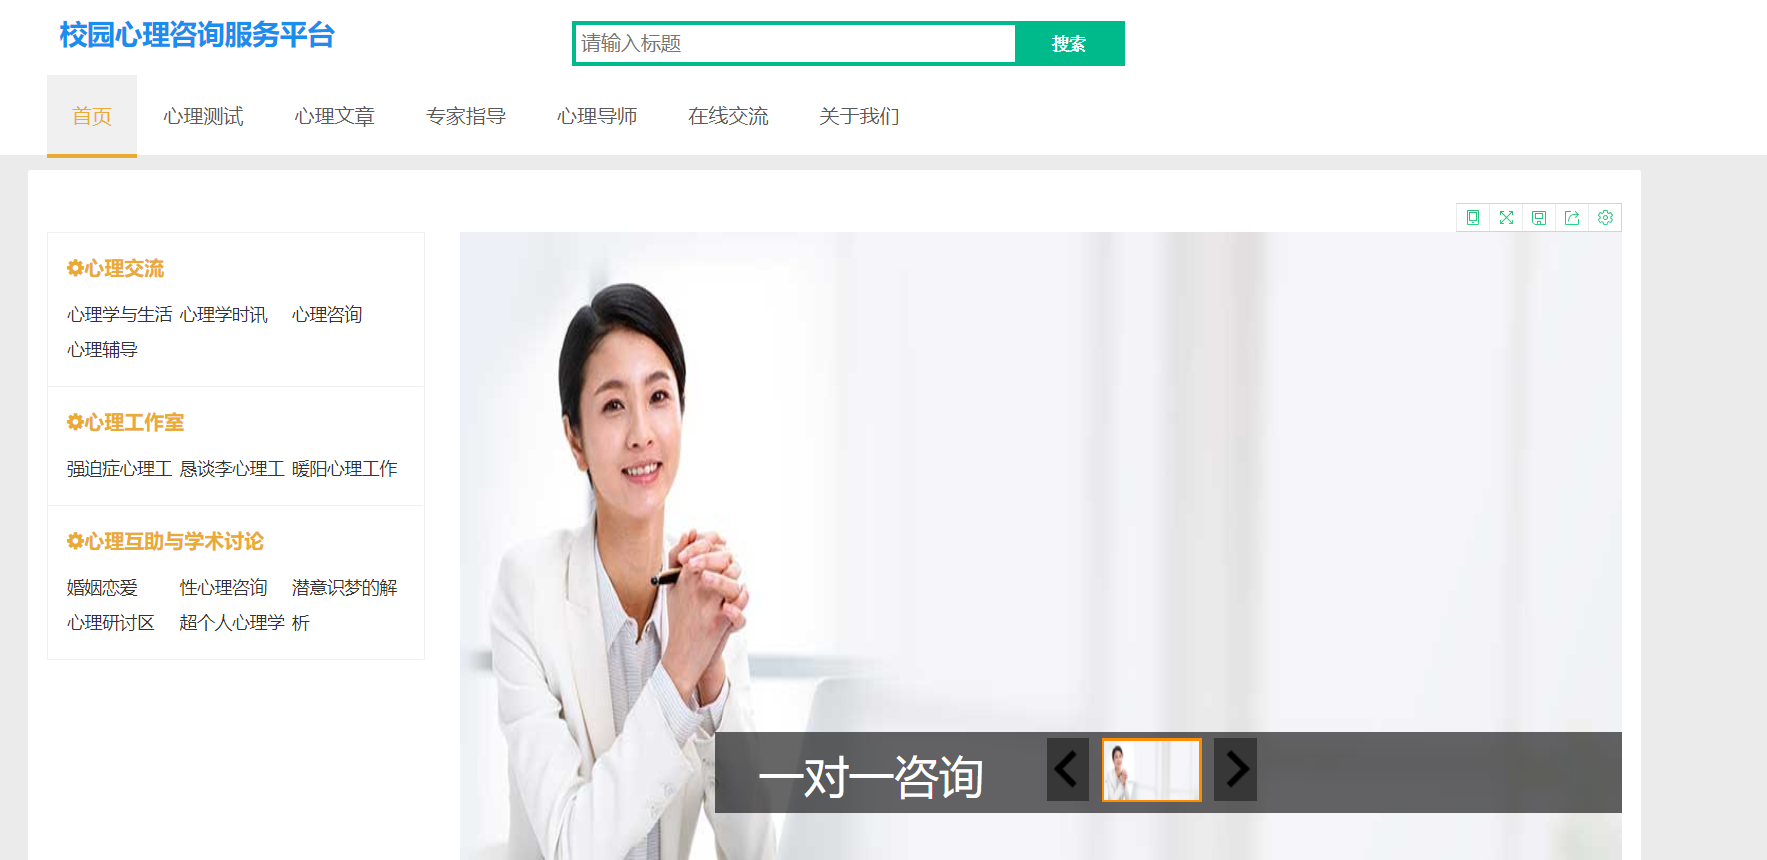 校园心理咨询服务平台
请输入标题
搜索
首页 心理测试 心理文章 专家指导 心理导师 在线交流 关于我们
心理交流
心理学与生活 心理学时讯 心理咨询
心理辅导
心理工作室
强迫症心理工 恳谈李心理工 暖阳心理工作
心理互助与学术讨论
婚姻恋爱 性心理咨询 潜意识梦的解
心理研讨区 超个人心理学 析
一对一咨询